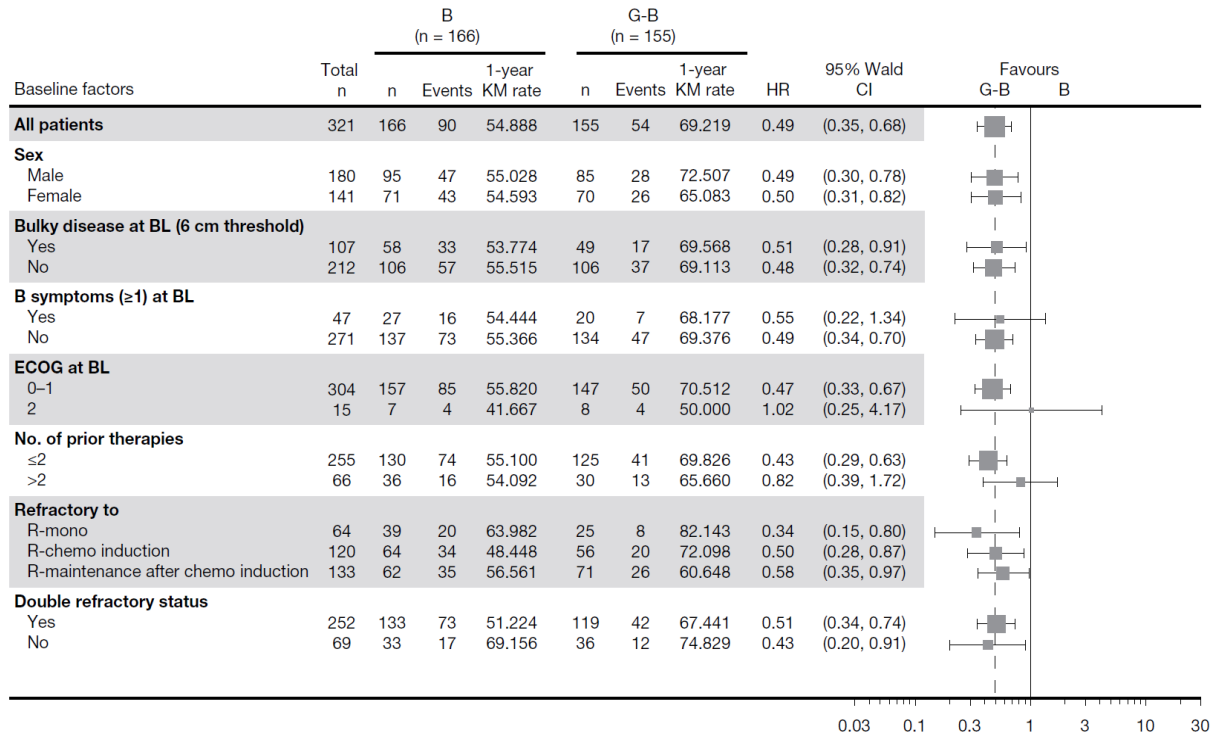 B G-B
(n = 166) (n = 155)
Total 1-year 1-year 95% Wald Favours
Baseline factors n n Events KM rate n Events KM rate HR CI G-B B
All patients 321 166 90 54.888 155 54 69.219 0.49 (0.35, 0.68)
Sex
Male 180 95 47 55.028 85 28 72.507 0.49 (0.30, 0.78)
Female 141 71 43 54.593 70 26 65.083 0.50 (0.31, 0.82)
Bulky disease at BL (6 cm threshold)
Yes 107 58 33 53.774 49 17 69.568 0.51 (0.28, 0.91)
No 212 106 57 55.515 106 37 69.113 0.48 (0.32, 0.74)
B symptoms (≥1) at BL
Yes 47 27 16 54.444 20 7 68.177 0.55 (0.22, 1.34)
No 271 137 73 55.366 134 47 69.376 0.49 (0.34, 0.70)
ECOG at BL
0–1 304 157 85 55.820 147 50 70.512 0.47 (0.33, 0.67)
2 15 7 4 41.667 8 4 50.000 1.02 (0.25, 4.17)
No. of prior therapies
≤2 255 130 74 55.100 125 41 69.826 0.43 (0.29, 0.63)
>2 66 36 16 54.092 30 13 65.660 0.82 (0.39, 1.72)
Refractory to
R-mono 64 39 20 63.982 25 8 82.143 0.34 (0.15, 0.80)
R-chemo induction 120 64 34 48.448 56 20 72.098 0.50 (0.28, 0.87)
R-maintenance after chemo induction 133 62 35 56.561 71 26 60.648 0.58 (0.35, 0.97)
Double refractory status
Yes 252 133 73 51.224 119 42 67.441 0.51 (0.34, 0.74)
No 69 33 17 69.156 36 12 74.829 0.43 (0.20, 0.91)
0.03 0.1 0.3 1 3 10 30